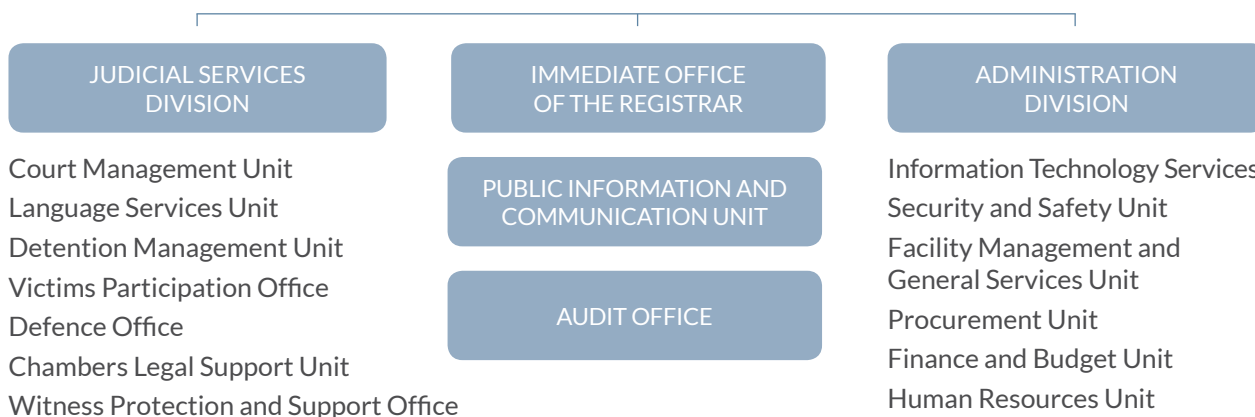 JUDICIAL SERVICES
DIVISION
Court Management Unit
Language Services Unit
Detention Management Unit
Victims Participation Office
Defence Office
Chambers Legal Support Unit
Witness Protection and Support Office
IMMEDIATE OFFICE
OF THE REGISTRAR
PUBLIC INFORMATION AND
COMMUNICATION UNIT
AUDIT OFFICE
ADMINISTRATION
DIVISION
Information Technology Services
Security and Safety Unit
Facility Management and
General Services Unit
Procurement Unit
Finance and Budget Unit
Human Resources Unit